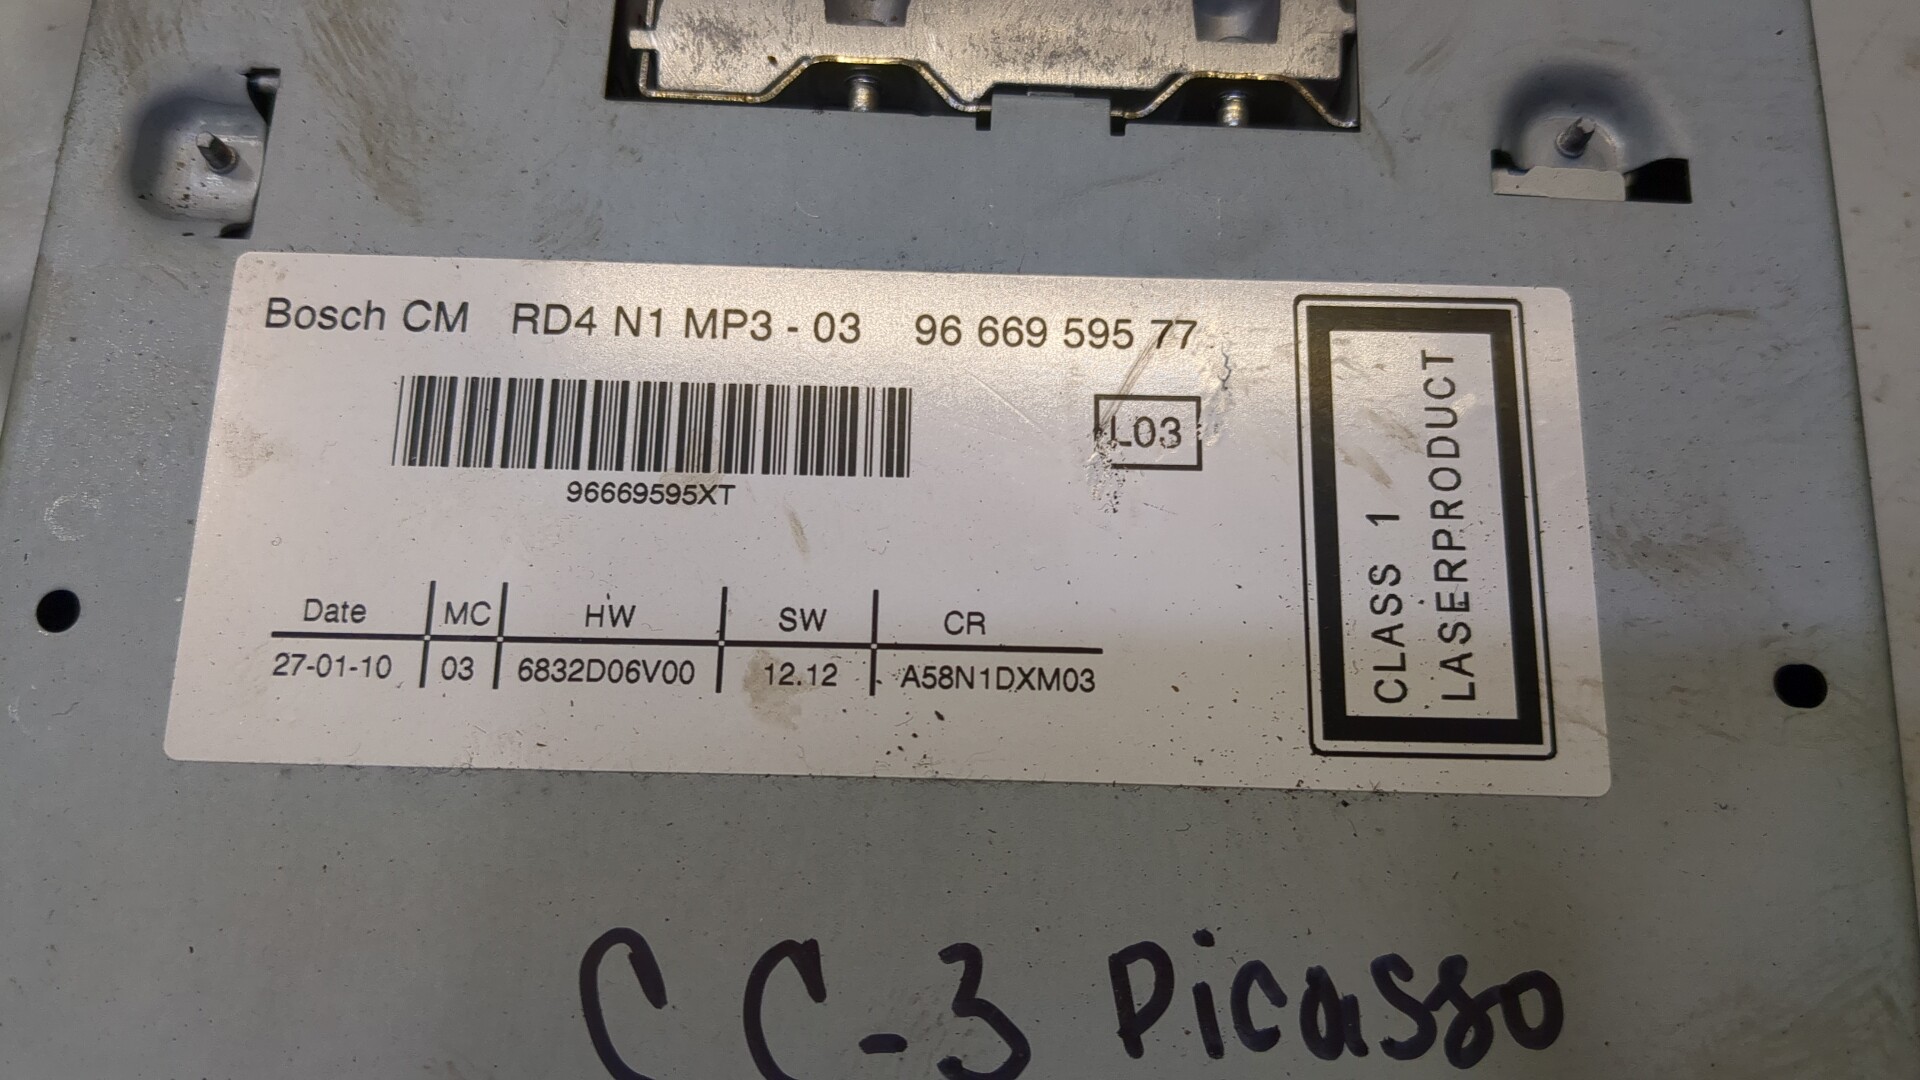 Bosch CM RD4 N1 MP3 - 03 96 669 595 77
L03
96669595XT
Date MC HW SW CR
27-01-10 03 6832D06V00 12.12 A58N1DXM03
CLASS 1
LASERPRODUCT
C C-3 Picasso